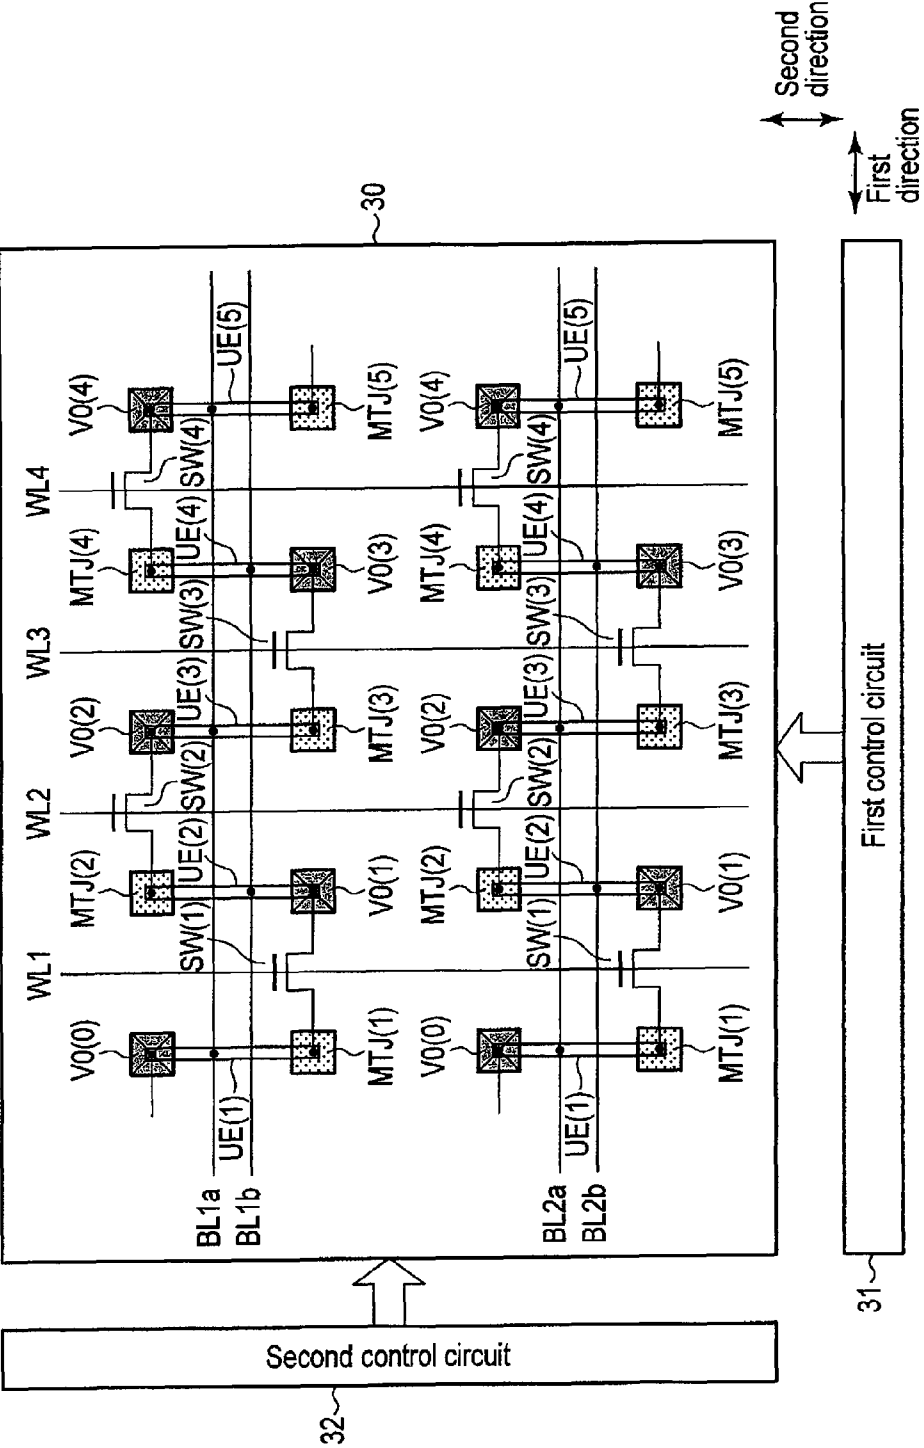 Second
direction
First
direction
30
WL1
WL2
WL3
WL4
V0(0)
MTJ(2)
V0(2)
MTJ(4)
V0(4)
SW(1)
UE(2)
SW(2)
UE(3)
SW(3)
UE(4)
SW(4)
UE(1)
UE(5)
BL1a
BL1b
MTJ(1)
V0(1)
MTJ(3)
V0(3)
MTJ(5)
V0(0)
MTJ(2)
V0(2)
MTJ(4)
V0(4)
SW(1)
UE(2)
SW(2)
UE(3)
SW(3)
UE(4)
SW(4)
UE(1)
UE(5)
BL2a
BL2b
MTJ(1)
V0(1)
MTJ(3)
V0(3)
MTJ(5)
First control circuit
31
Second control circuit
32